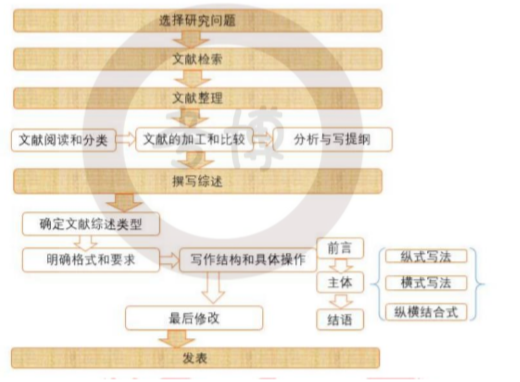 选择研究问题
文献检索
文献整理
文献阅读和分类 文献的加工和比较 分析与写提纲
撰写综述
确定文献综述类型
明确格式和要求 写作结构和具体操作
前言
主体
结语
纵式写法
横式写法
纵横结合式
最后修改
发表